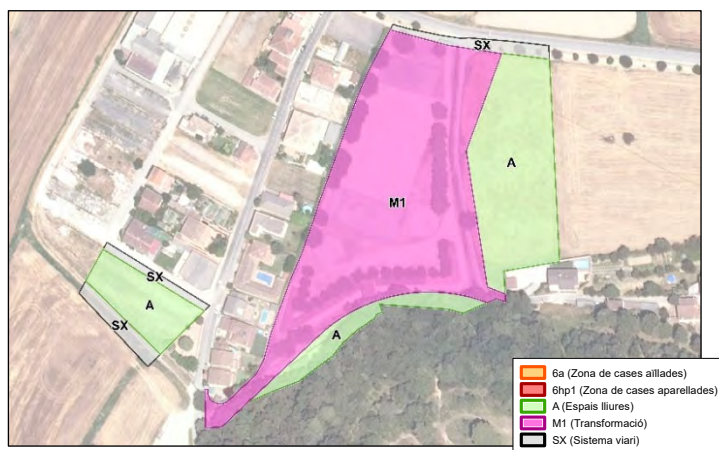 SX
A
M1
SX
A
SX
A
6a (Zona de cases aïllades)
6hp1 (Zona de cases aparellades)
A (Espais lliures)
M1 (Transformació)
SX (Sistema viari)